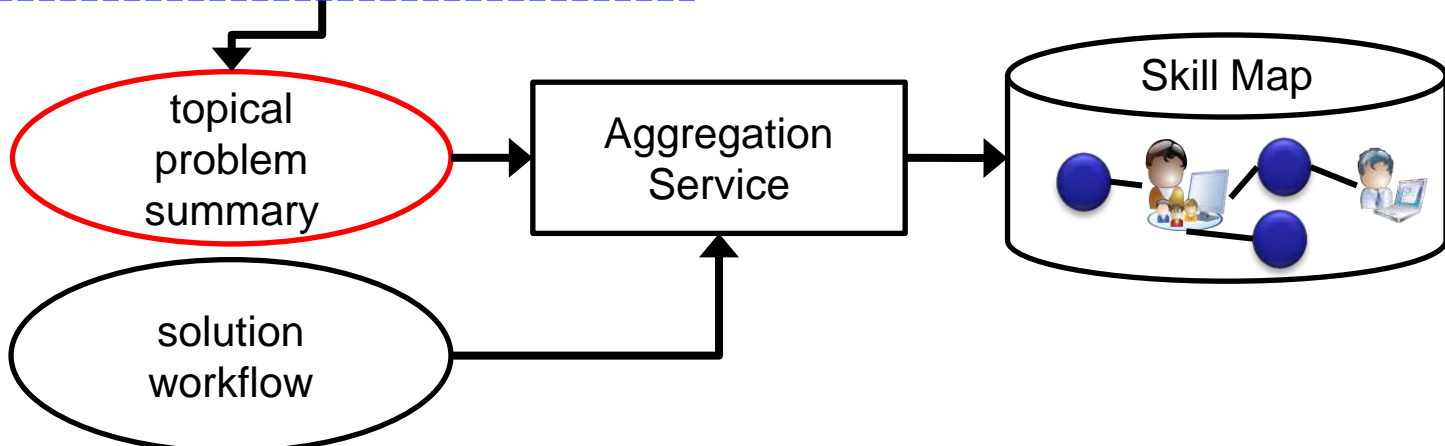 topical
problem
summary
Aggregation
Service
Skill Map
solution
workflow